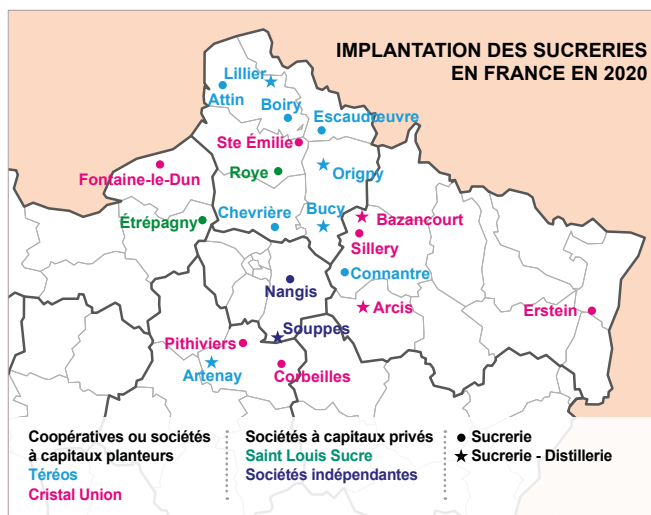 IMPLANTATION DES SUCRERIES
EN FRANCE EN 2020
Lillier
Attin
Boiry
Escaudœuvre
Ste Émilie
Fontaine-le-Dun
Roye
Origny
Étrépagny
Chevrière
Bucy
Bazancourt
Sillery
Connantre
Nangis
Arcis
Erstein
Souppes
Pithiviers
Artenay
Corbeilles
Coopératives ou sociétés
à capitaux planteurs
Téréos
Cristal Union
Sociétés à capitaux privés
Saint Louis Sucre
Sociétés indépendantes
Sucrerie
Sucrerie - Distillerie